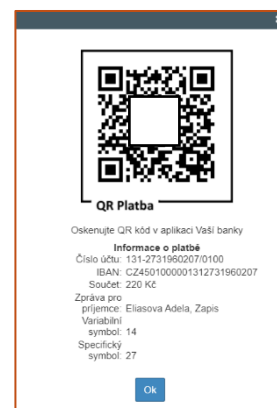 QR Platba
Oskenujte QR kód v aplikaci Vaší banky
Informace o platbě
Číslo účtu: 131-2731960207/0100
IBAN: CZ4501000001312731960207
Součet: 220 Kč
Zpráva pro
příjemce: Eliasova Adela, Zapis
Variabilní
symbol: 14
Specifický
symbol: 27
Ok